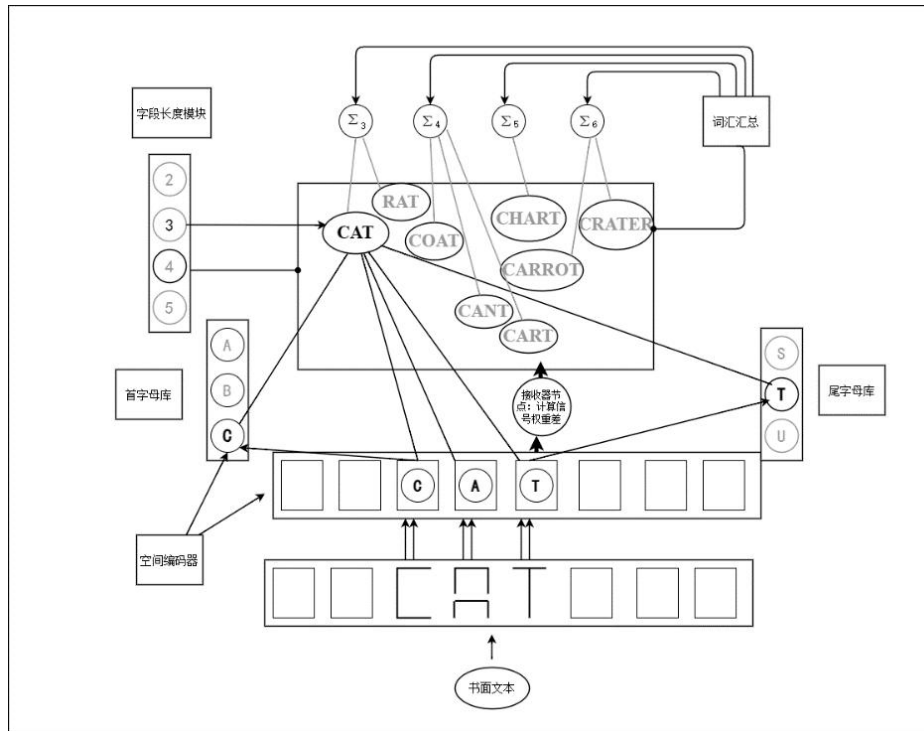 字段长度模块
Σ3
Σ4
Σ5
Σ6
词汇汇总
2
3
4
5
RAT
CAT
COAT
CHART
CRATER
CARROT
CANT
CART
首字母库
A
B
C
接收器节
点：计算信
号权重差
S
T
U
尾字母库
C
A
T
空间编码器
C A T
书面文本